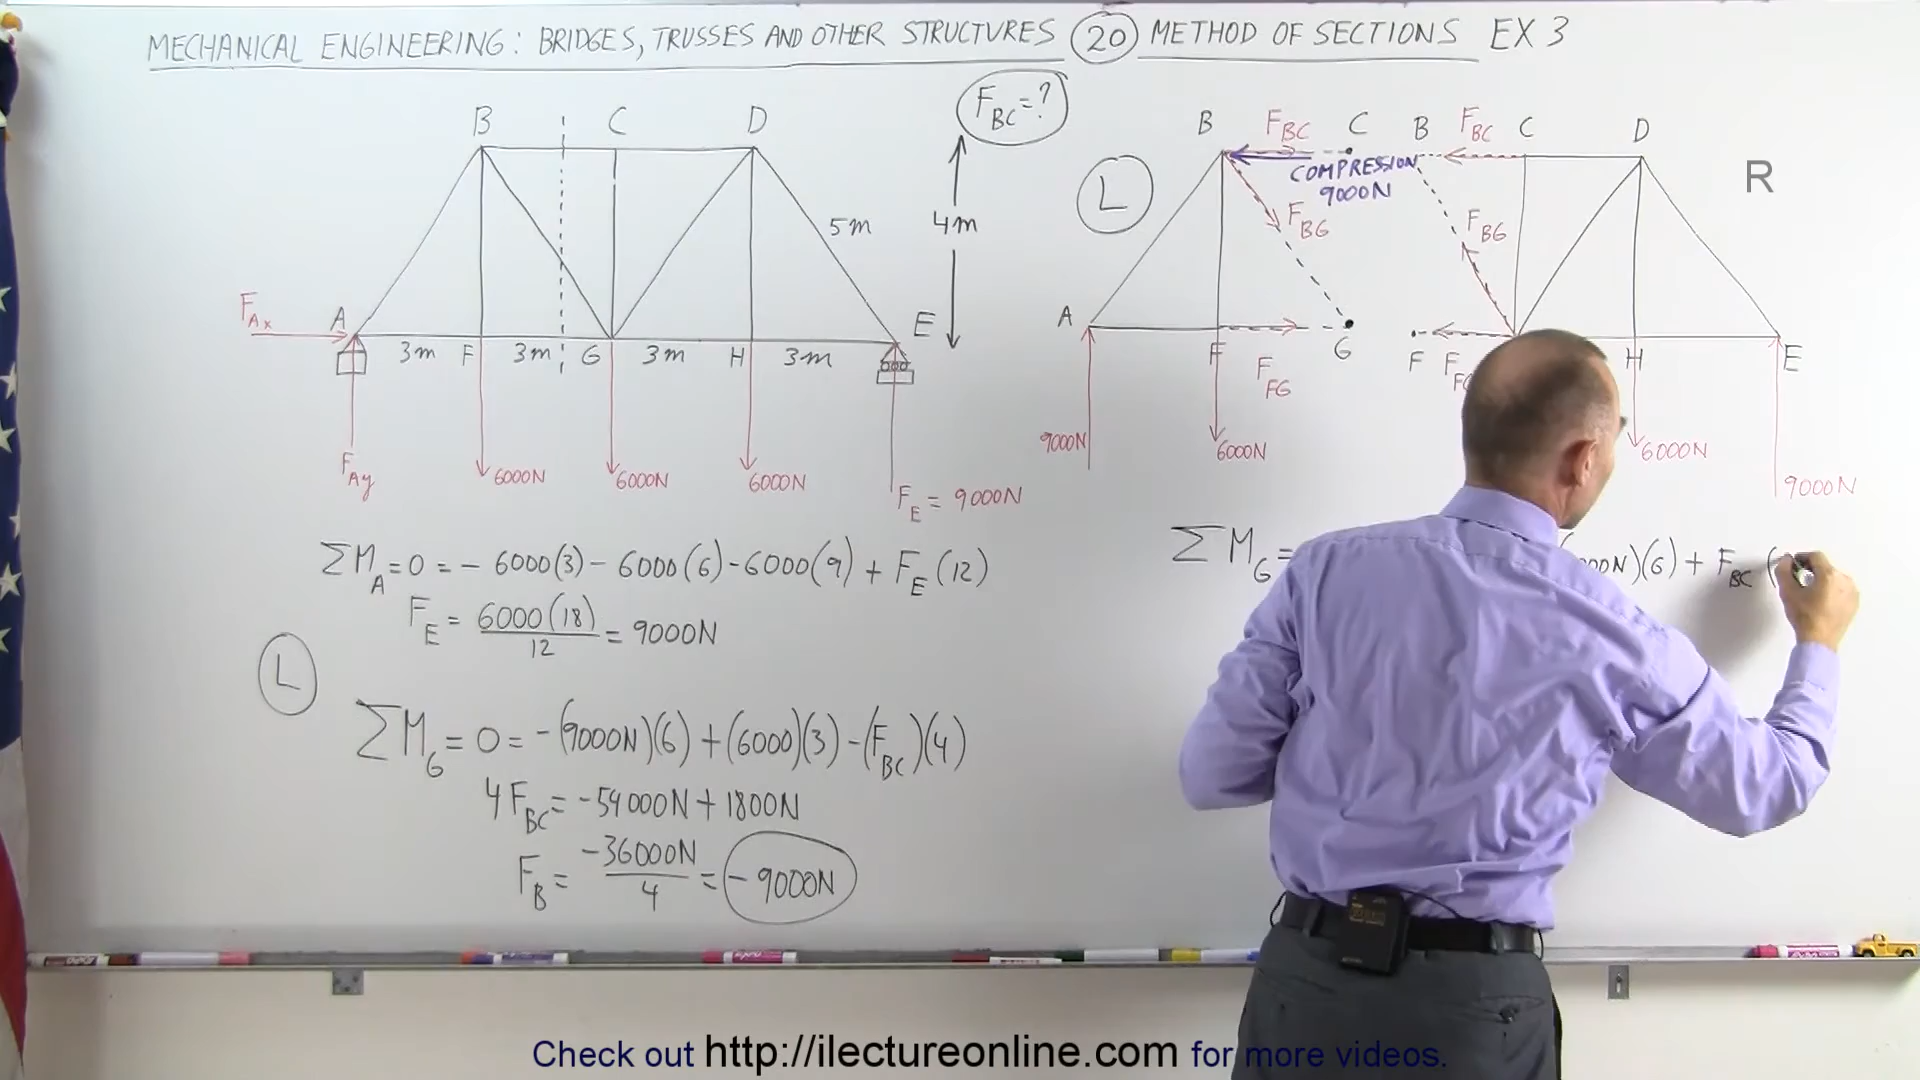 MECHANICAL ENGINEERING: BRIDGES, TRUSSES AND OTHER STRUCTURES 20 METHOD OF SECTIONS EX 3
F_BC = ?
B C D
5m
4m
F_Ax
A
E
3m F 3m G 3m H 3m
F_Ay
6000N
6000N
6000N
F_E = 9000N
ΣM_A = 0 = - 6000(3) - 6000(6) - 6000(9) + F_E (12)
F_E = 6000(18) / 12 = 9000N
L
ΣM_G = 0 = -(9000N)(6) + (6000)(3) - (F_BC)(4)
4F_BC = -54000N + 1800N
F_B = -36000N / 4 = - 9000N
L
B F_BC C
COMPRESSION
9000N
F_BG
A
F
G
F_FG
9000N
6000N
B F_BC C D
R
F_BG
F
H
E
6000N
9000N
ΣM_G =
N)(6) + F_BC (
Check out http://ilectureonline.com for more videos.